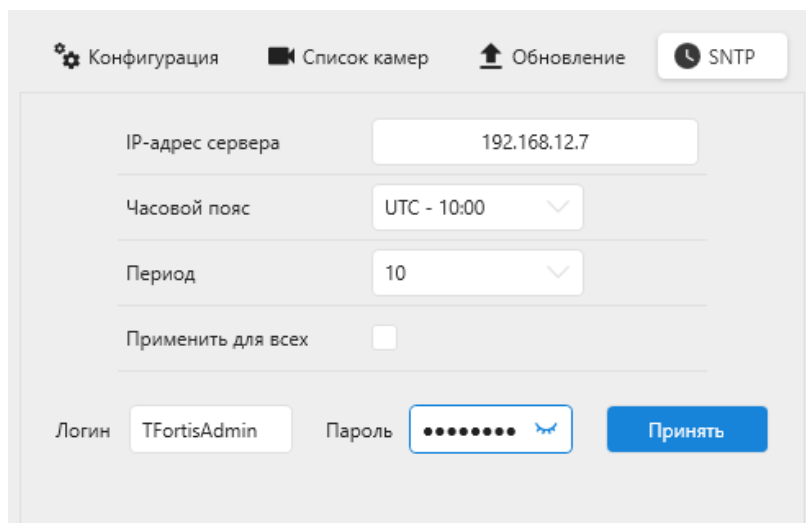 Конфигурация Список камер Обновление SNTP
IP-адрес сервера 192.168.12.7
Часовой пояс UTC - 10:00
Период 10
Применить для всех
Логин TFortisAdmin Пароль ●●●●●●●● Принять